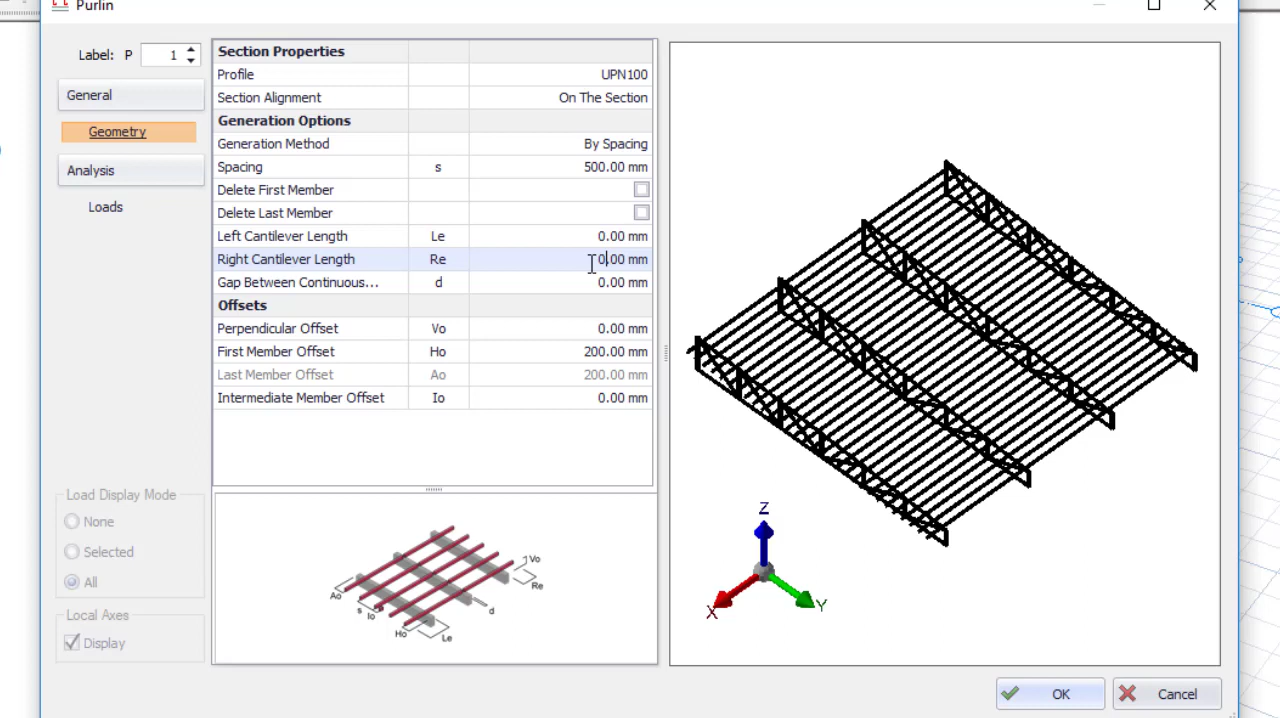 Purlin
Label: P 1
General
Geometry
Analysis
Loads
Section Properties
Profile UPN100
Section Alignment On The Section
Generation Options
Generation Method By Spacing
Spacing s 500.00 mm
Delete First Member
Delete Last Member
Left Cantilever Length Le 0.00 mm
Right Cantilever Length Re 0.00 mm
Gap Between Continuous... d 0.00 mm
Offsets
Perpendicular Offset Vo 0.00 mm
First Member Offset Ho 200.00 mm
Last Member Offset Ao 200.00 mm
Intermediate Member Offset Io 0.00 mm
Load Display Mode
None
Selected
All
Local Axes
Display
Vo
Re
Ao
s
Io
d
Ho
Le
Z
X
Y
OK
Cancel